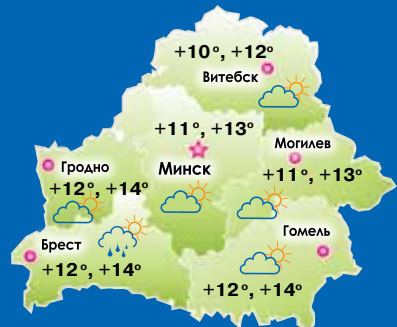 +10°, +12°
Витебск
+11°, +13°
Минск
Могилев
+11°, +13°
Гродно
+12°, +14°
Брест
+12°, +14°
Гомель
+12°, +14°